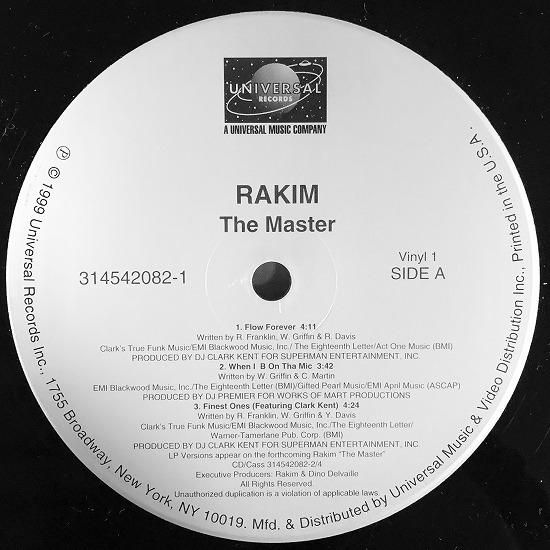 UNIVERSAL
RECORDS
A UNIVERSAL MUSIC COMPANY
RAKIM
The Master
314542082-1
Vinyl 1
SIDE A
1. Flow Forever 4:11
Written by R. Franklin, W. Griffin & R. Davis
Clark's True Funk Music/EMI Blackwood Music, Inc./ The Eighteenth Letter/Act One Music (BMI)
PRODUCED BY DJ CLARK KENT FOR SUPERMAN ENTERTAINMENT, INC.
2. When I B On Tha Mic 3:42
Written by W. Griffin & C. Martin
EMI Blackwood Music, Inc./The Eighteenth Letter (BMI)/Gifted Pearl Music/EMI April Music (ASCAP)
PRODUCED BY DJ PREMIER FOR WORKS OF MART PRODUCTIONS
3. Finest Ones (Featuring Clark Kent) 4:24
Written by R. Franklin, W. Griffin & Y. Davis
Clark's True Funk Music/EMI Blackwood Music, Inc./The Eighteenth Letter/
Warner-Tamerlane Pub. Corp. (BMI)
PRODUCED BY DJ CLARK KENT FOR SUPERMAN ENTERTAINMENT, INC.
LP Versions appear on the forthcoming Rakim "The Master"
CD/Cass 314542082-2/4
Executive Producers: Rakim & Dino Delvaille
All Rights Reserved.
Unauthorized duplication is a violation of applicable laws.
℗ © 1999 Universal Records Inc., 1755 Broadway, New York, NY 10019. Mfd. & Distributed by Universal Music & Video Distribution Inc., Printed in the U.S.A.